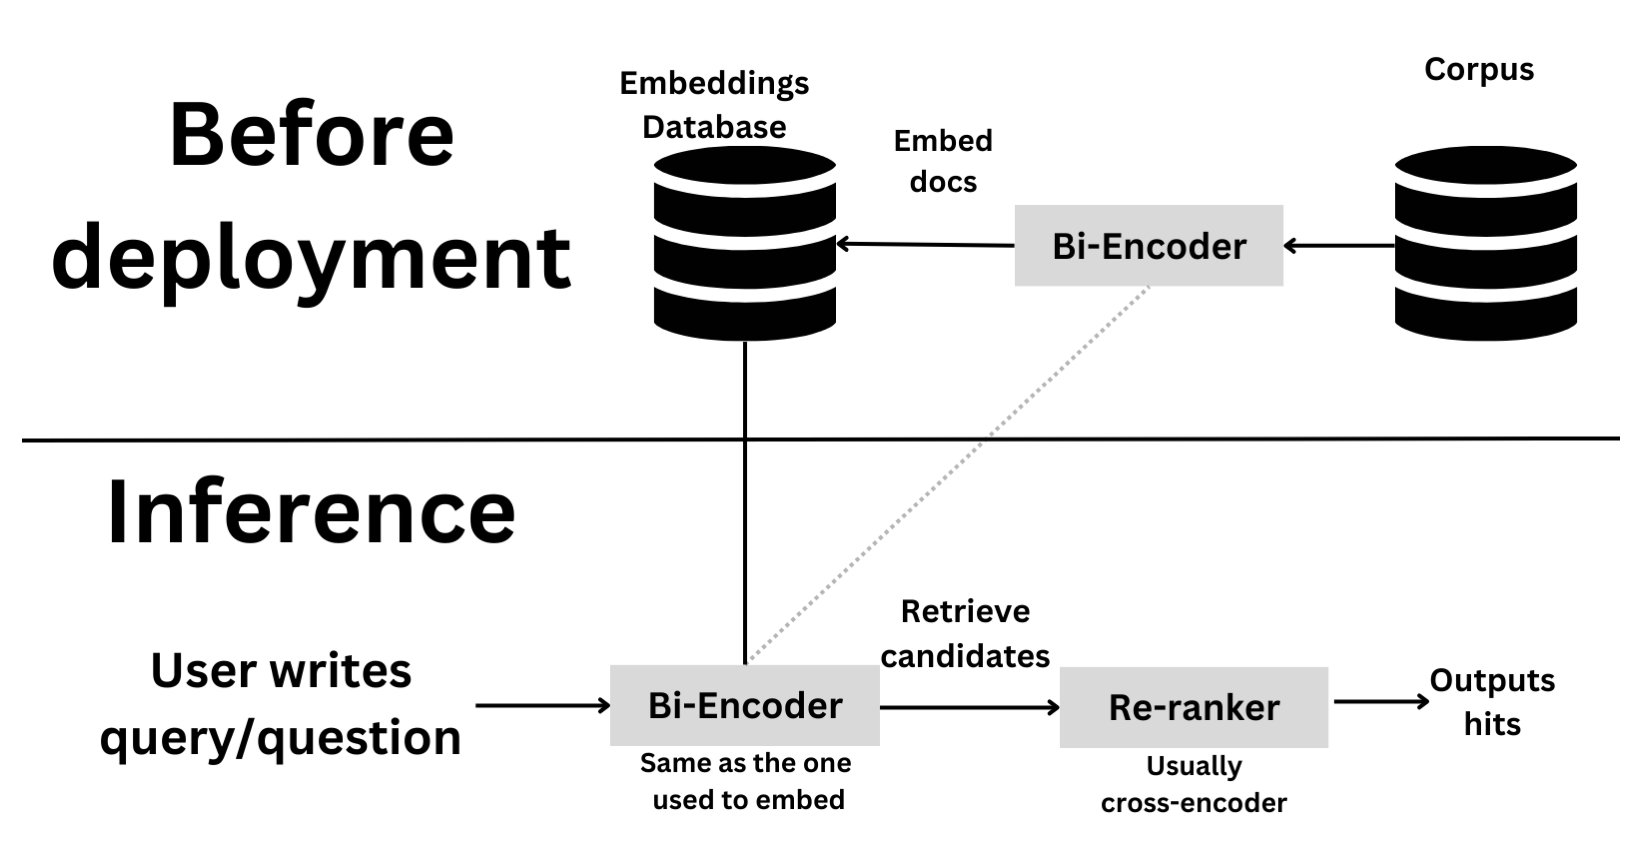 Before
deployment
Embeddings
Database
Embed
docs
Bi-Encoder
Corpus
Inference
User writes
query/question
Bi-Encoder
Same as the one
used to embed
Retrieve
candidates
Re-ranker
Usually
cross-encoder
Outputs
hits